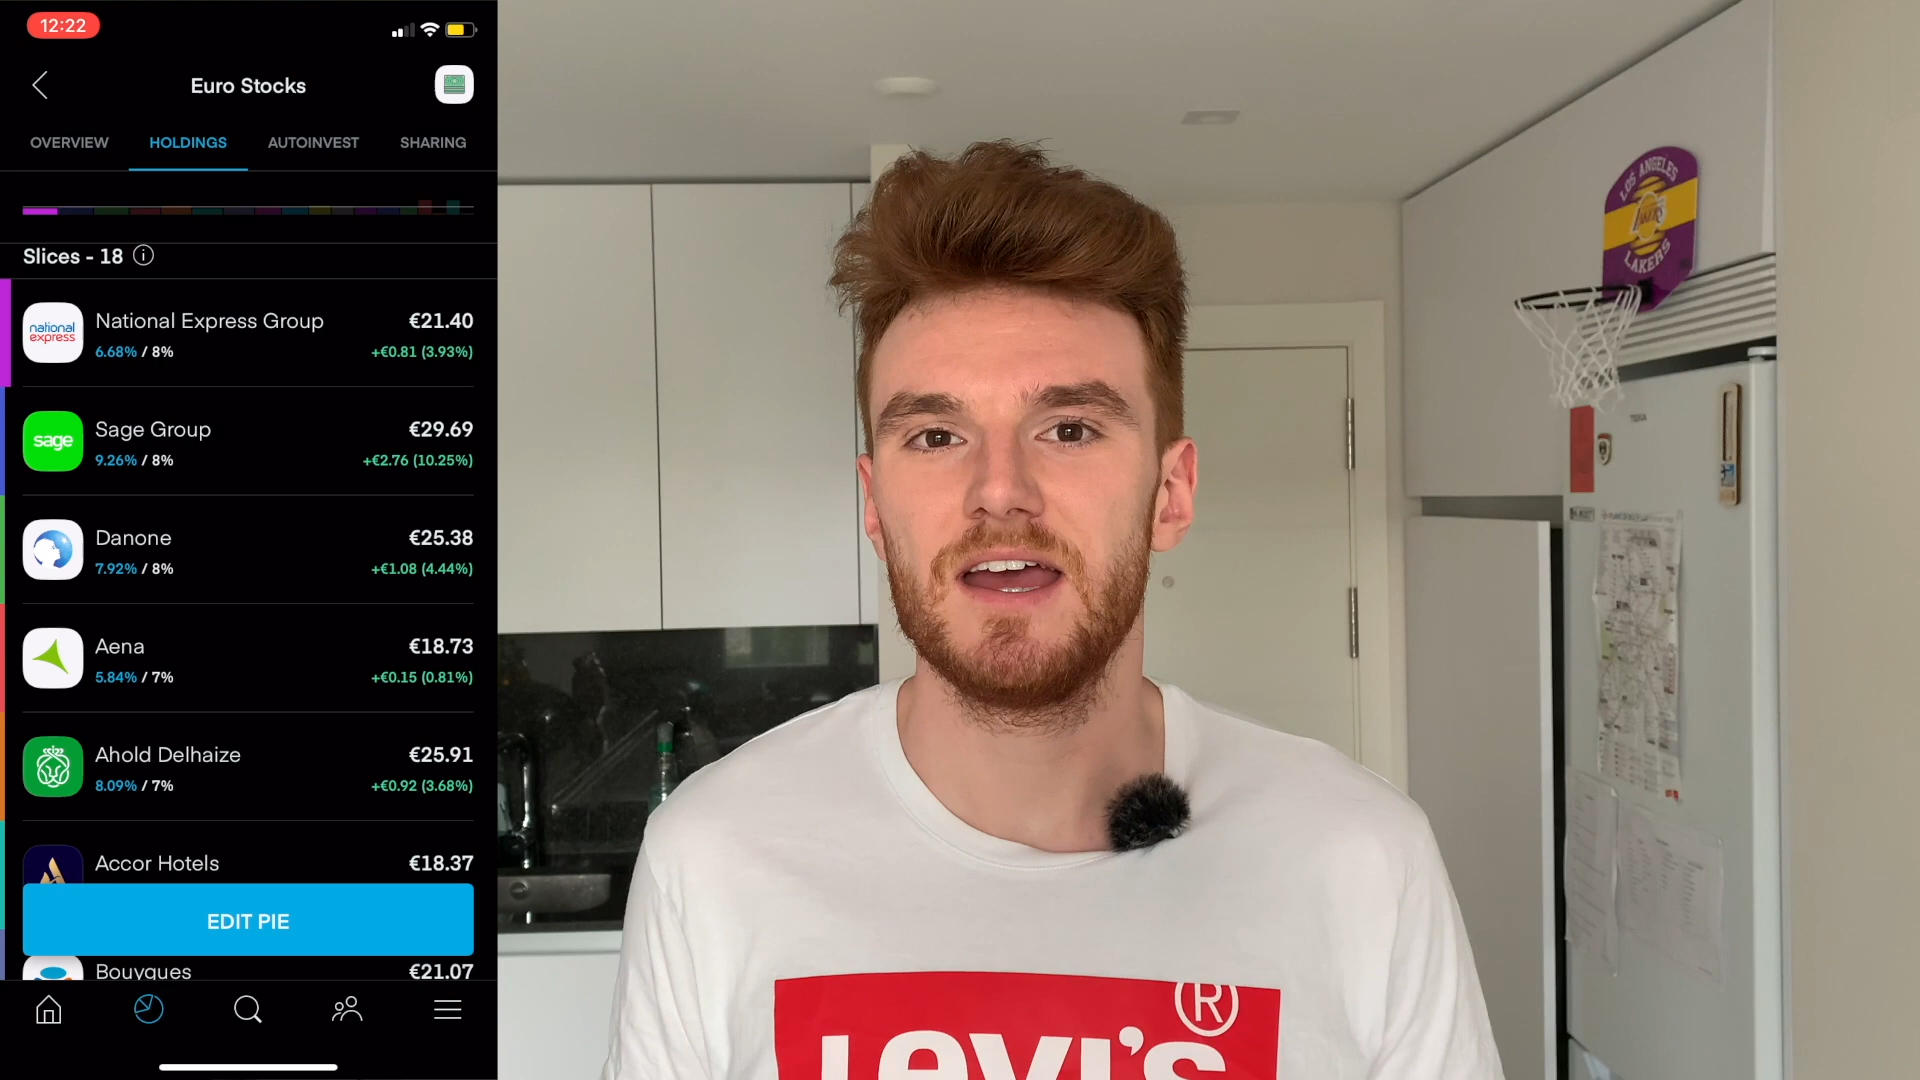 12:22
Euro Stocks
OVERVIEW HOLDINGS AUTOINVEST SHARING
Slices - 18
national express
National Express Group €21.40
6.68% / 8% +€0.81 (3.93%)
sage
Sage Group €29.69
9.26% / 8% +€2.76 (10.25%)
Danone €25.38
7.92% / 8% +€1.08 (4.44%)
Aena €18.73
5.84% / 7% +€0.15 (0.81%)
Ahold Delhaize €25.91
8.09% / 7% +€0.92 (3.68%)
Accor Hotels €18.37
EDIT PIE
Bouygues €21.07
LOS ANGELES
LAKERS
TEKA
Levi's ®